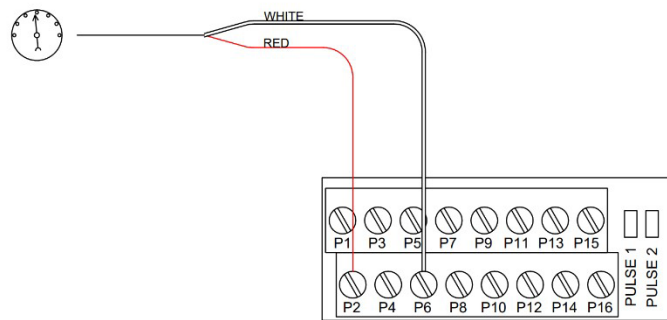 WHITE
RED
P1 P3 P5 P7 P9 P11 P13 P15
P2 P4 P6 P8 P10 P12 P14 P16
PULSE 1
PULSE 2